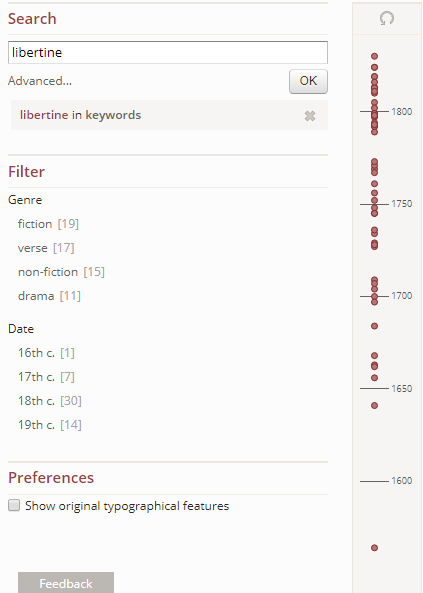 Search
libertine
Advanced...
OK
libertine in keywords
Filter
Genre
fiction [19]
verse [17]
non-fiction [15]
drama [11]
Date
16th c. [1]
17th c. [7]
18th c. [30]
19th c. [14]
Preferences
Show original typographical features
Feedback
1800
1750
1700
1650
1600